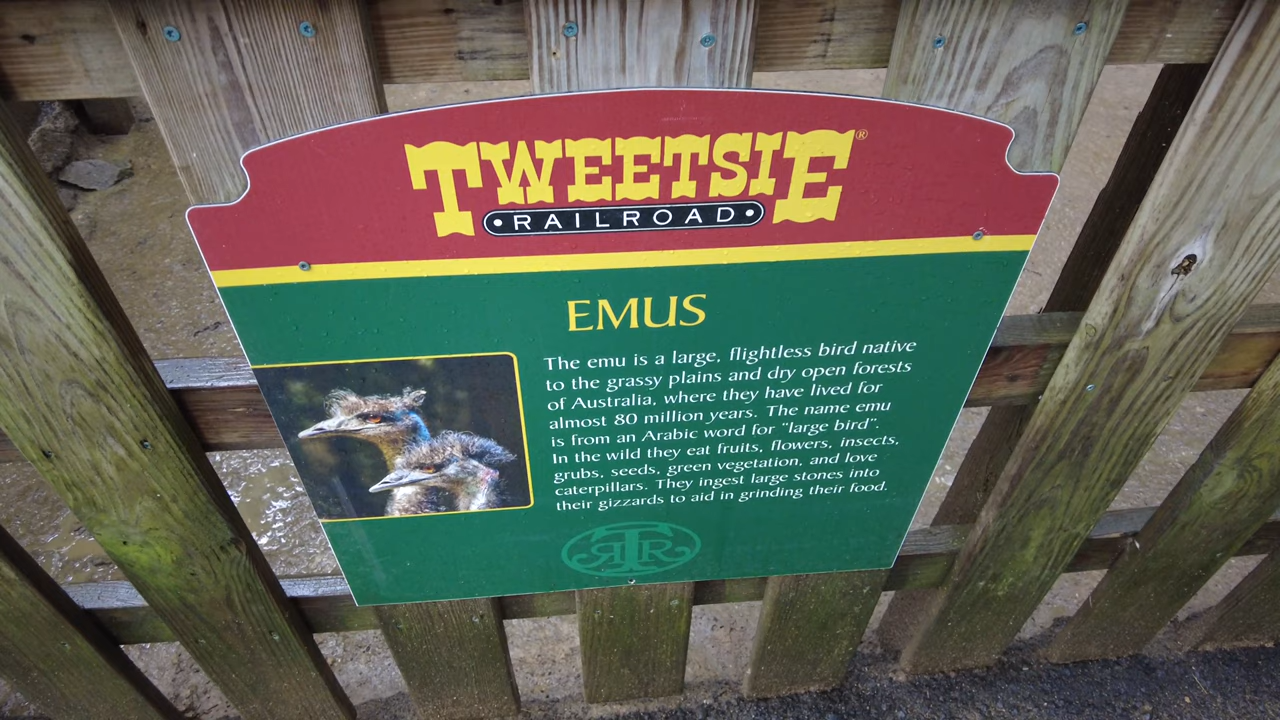 TWEETSIE®
RAILROAD
EMUS
The emu is a large, flightless bird native
to the grassy plains and dry open forests
of Australia, where they have lived for
almost 80 million years. The name emu
is from an Arabic word for "large bird".
In the wild they eat fruits, flowers, insects,
grubs, seeds, green vegetation, and love
caterpillars. They ingest large stones into
their gizzards to aid in grinding their food.
RTR